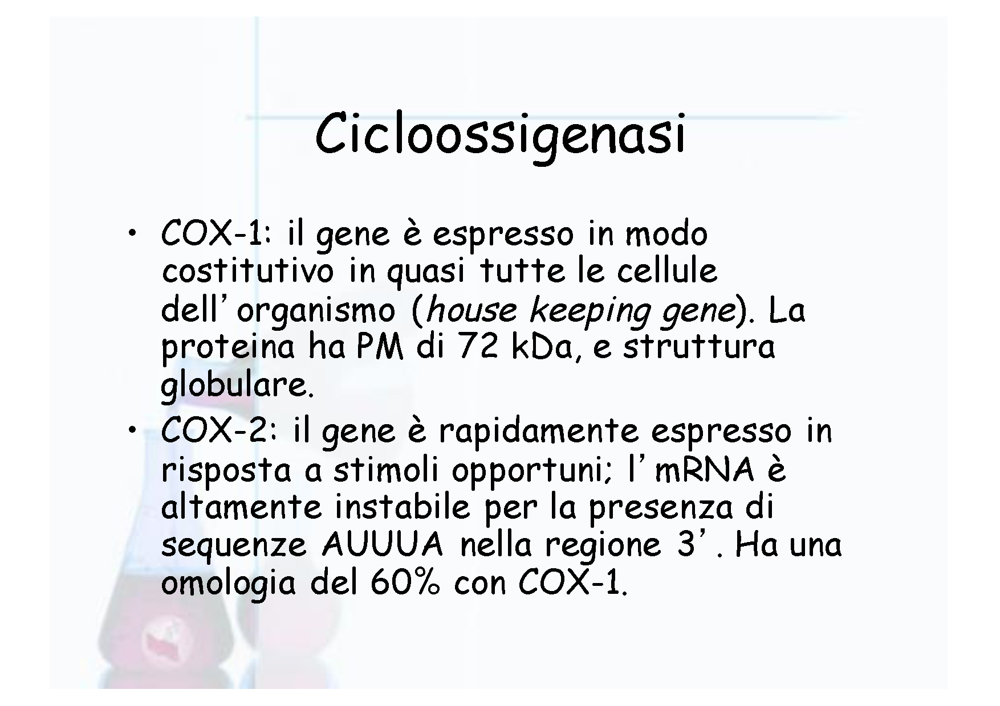 Cicloossigenasi
• COX-1: il gene è espresso in modo
costitutivo in quasi tutte le cellule
dell’organismo (house keeping gene). La
proteina ha PM di 72 kDa, e struttura
globulare.
• COX-2: il gene è rapidamente espresso in
risposta a stimoli opportuni; l’mRNA è
altamente instabile per la presenza di
sequenze AUUUA nella regione 3’. Ha una
omologia del 60% con COX-1.